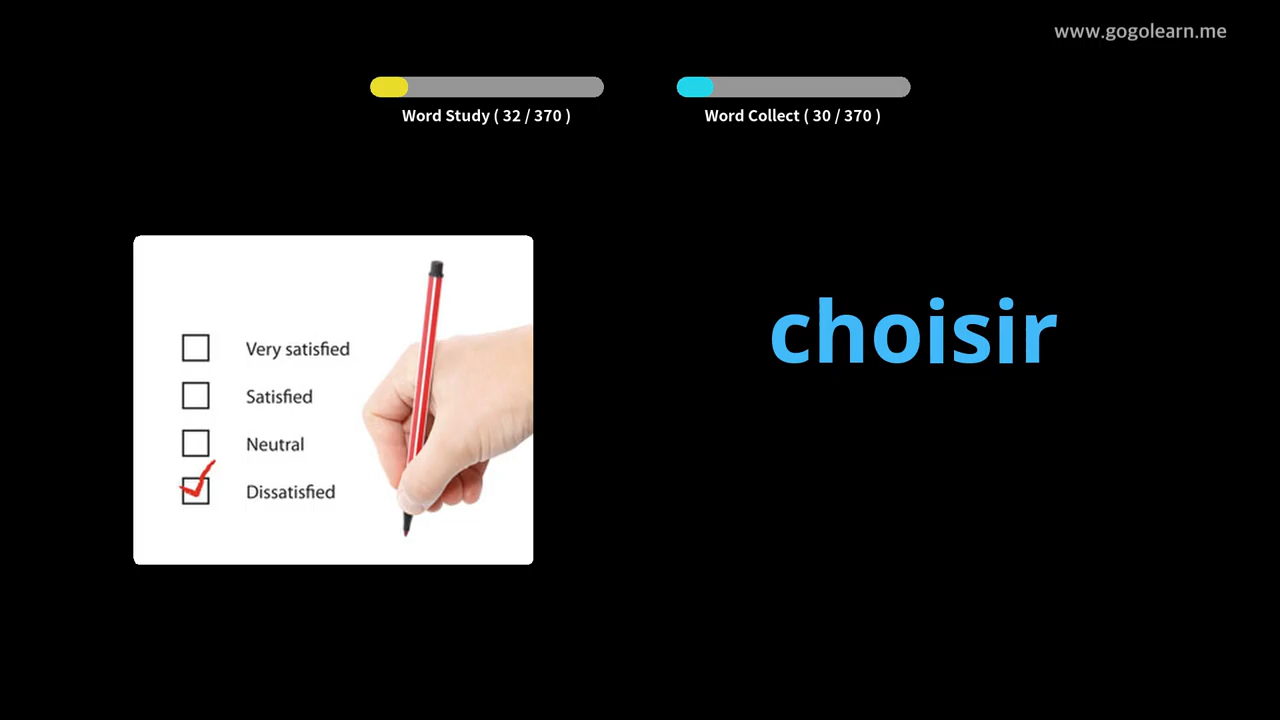 www.gogolearn.me
Word Study ( 32 / 370 )
Word Collect ( 30 / 370 )
Very satisfied
Satisfied
Neutral
Dissatisfied
choisir